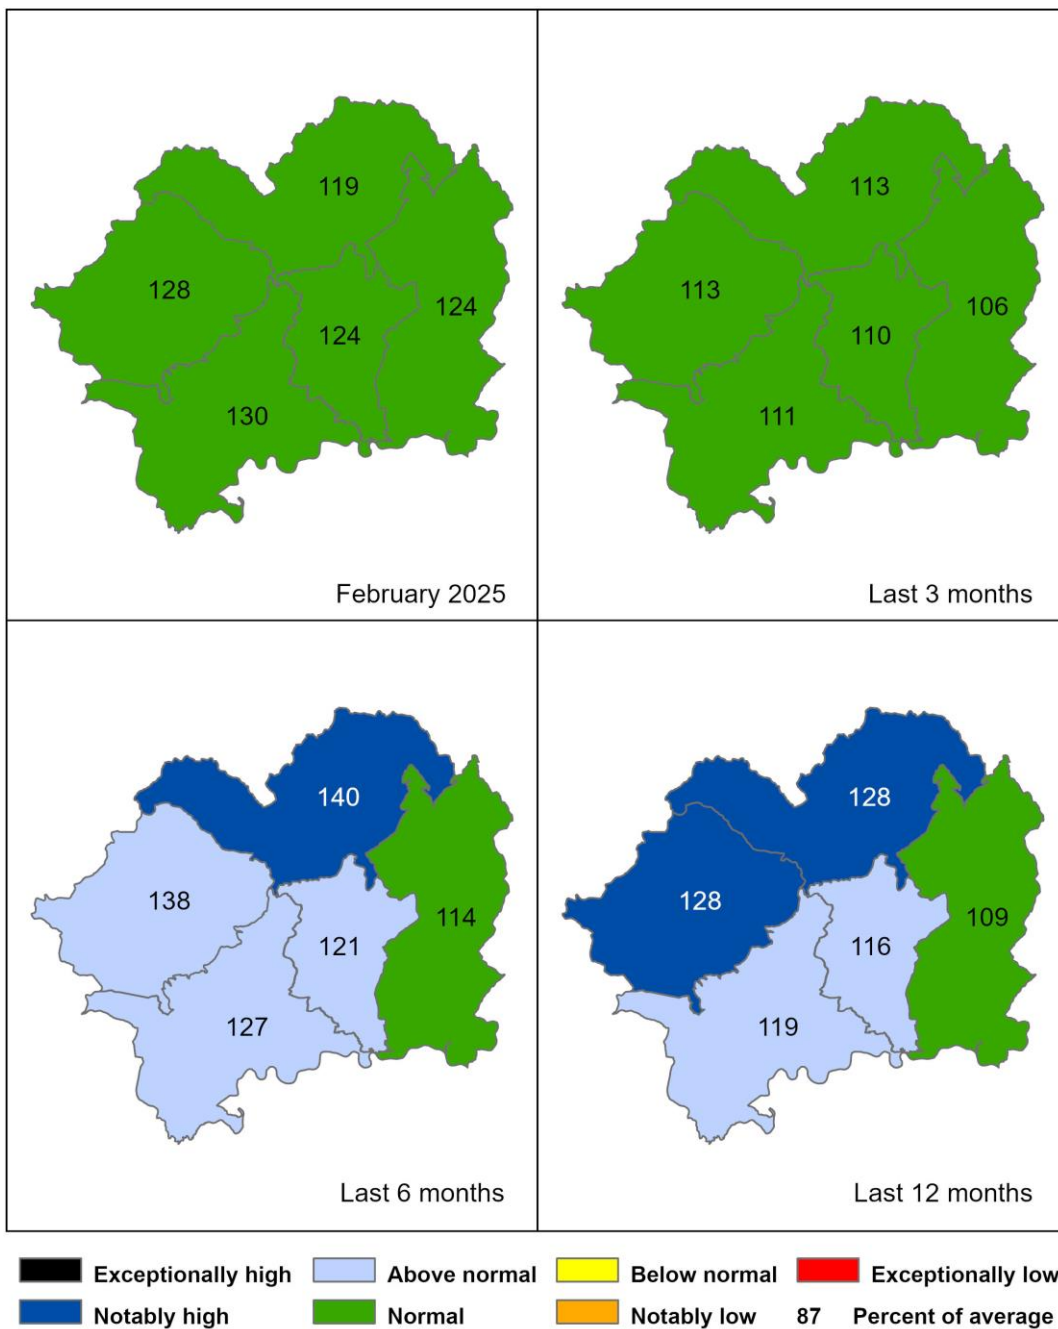 119
128
124
124
130
February 2025
113
113
106
110
111
Last 3 months
140
138
114
121
127
Last 6 months
128
128
109
116
119
Last 12 months
Exceptionally high
Above normal
Below normal
Exceptionally low
Notably high
Normal
Notably low
87 Percent of average